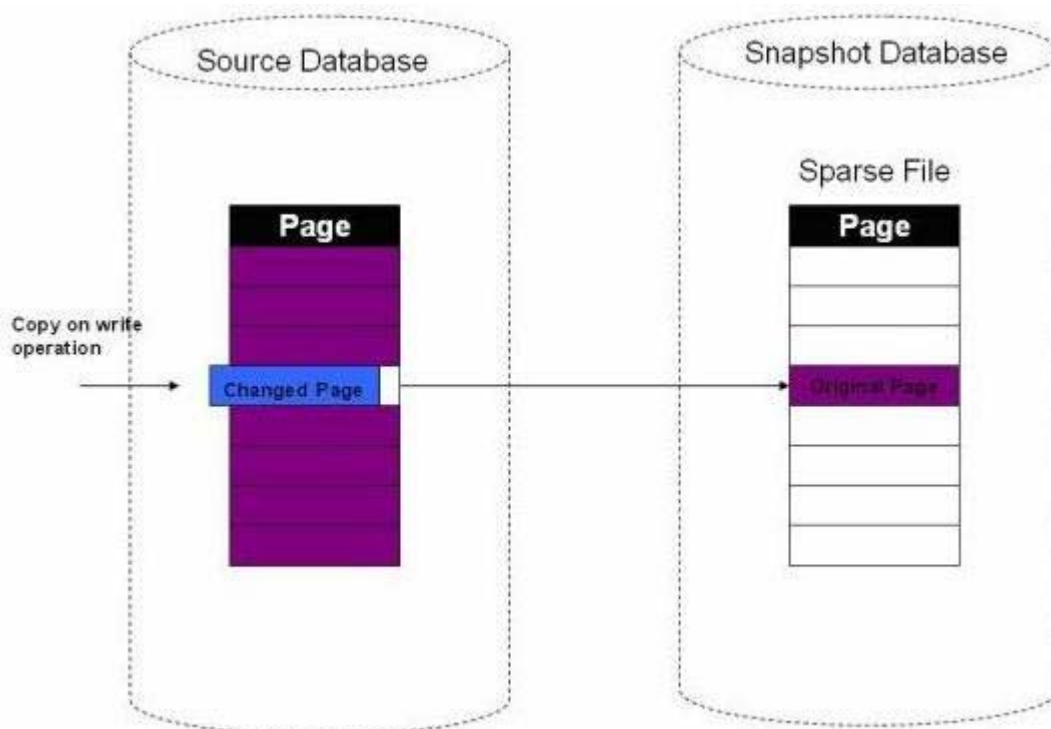 Source Database
Snapshot Database
Sparse File
Page
Page
Copy on write
operation
Changed Page
Original Page